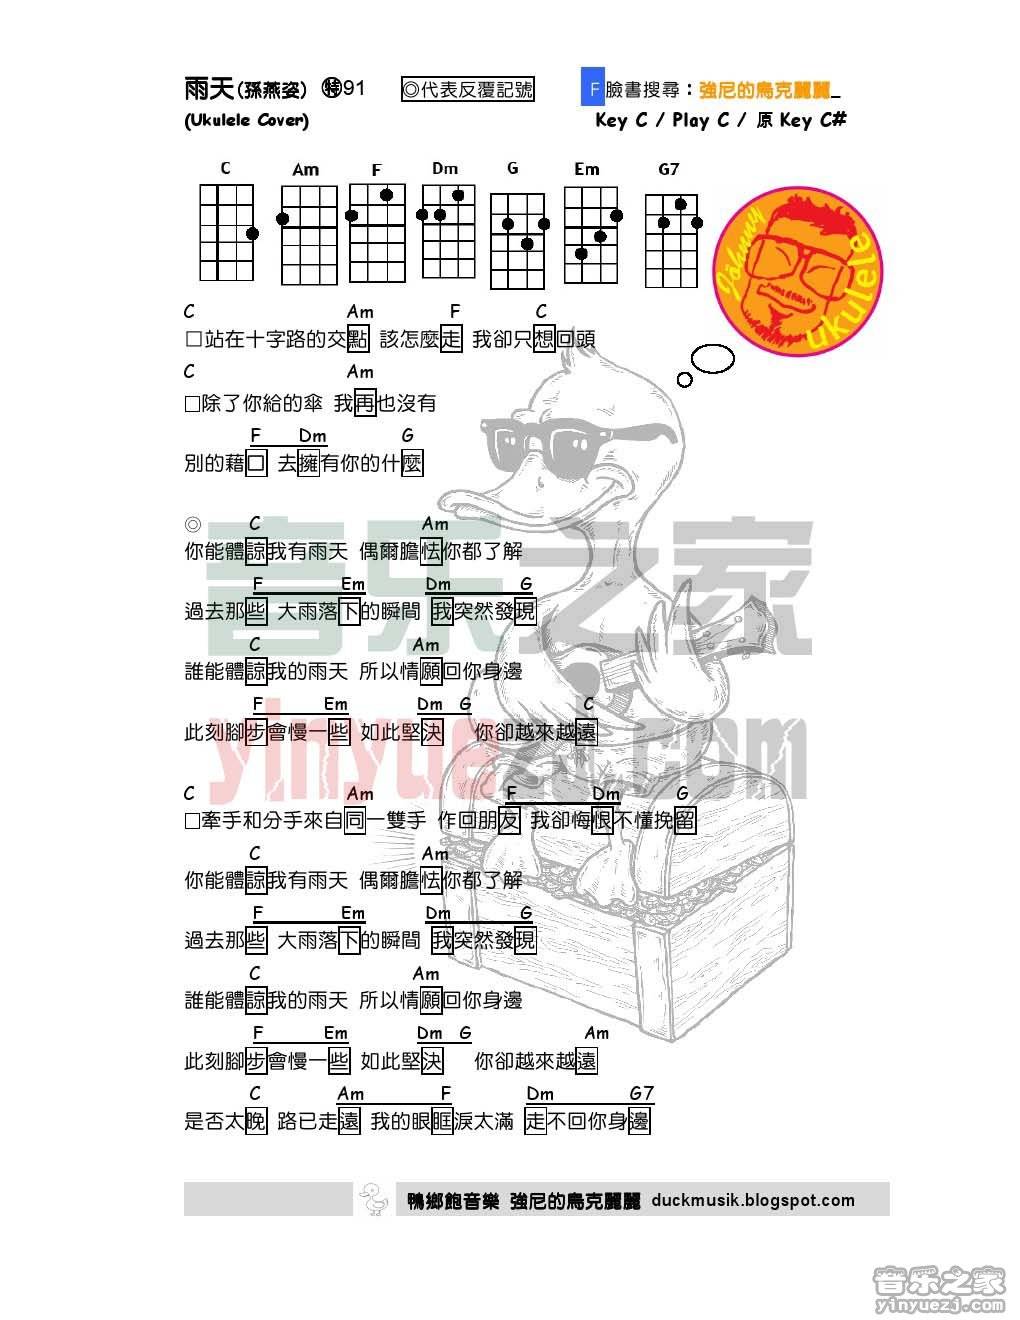 雨天(孫燕姿) ㊕91 ◎代表反覆記號 F 臉書搜尋：強尼的烏克麗麗_
(Ukulele Cover) Key C / Play C / 原 Key C#
C Am F Dm G Em G7
Johnny ukulele
C Am F C
□站在十字路的交點 該怎麼走 我卻只想回頭
C Am
□除了你給的傘 我再也沒有
F Dm G
別的藉口 去擁有你的什麼
◎ C Am
你能體諒我有雨天 偶爾膽怯你都了解
F Em Dm G
過去那些 大雨落下的瞬間 我突然發現
C Am
誰能體諒我的雨天 所以情願回你身邊
F Em Dm G C
此刻腳步會慢一些 如此堅決 你卻越來越遠
音乐之家
yinyuezj.com
C Am F Dm G
□牽手和分手來自同一雙手 作回朋友 我卻悔恨不懂挽留
C Am
你能體諒我有雨天 偶爾膽怯你都了解
F Em Dm G
過去那些 大雨落下的瞬間 我突然發現
C Am
誰能體諒我的雨天 所以情願回你身邊
F Em Dm G Am
此刻腳步會慢一些 如此堅決 你卻越來越遠
C Am F Dm G7
是否太晚 路已走遠 我的眼眶淚太滿 走不回你身邊
鴨鄉飽音樂 強尼的烏克麗麗 duckmusik.blogspot.com
音乐之家
yinyuezj.com